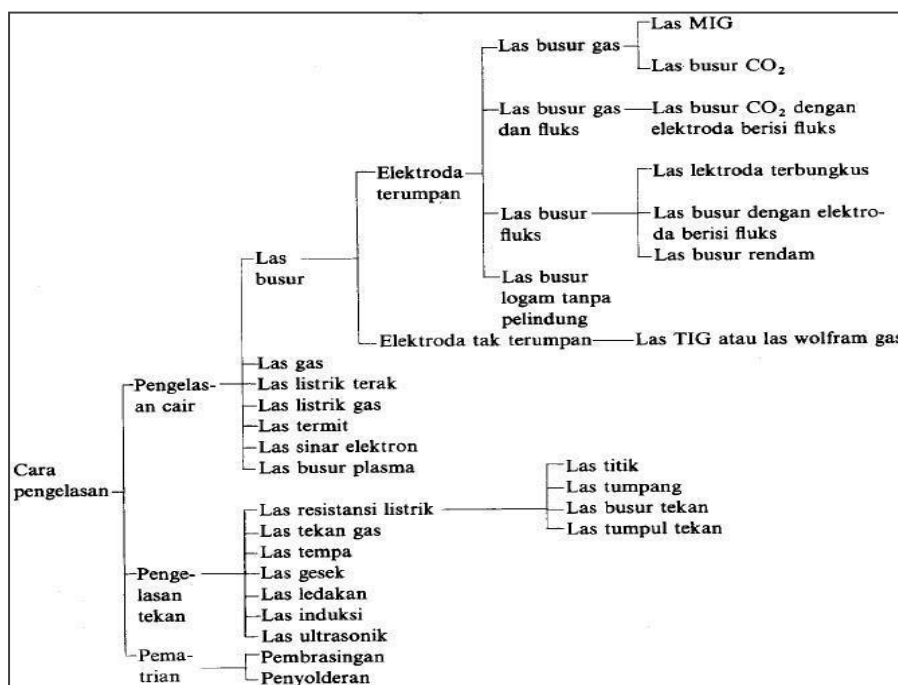 Las MIG
Las busur gas
Las busur CO₂
Las busur gas
dan fluks
Las busur CO₂ dengan
elektroda berisi fluks
Elektroda
terumpan
Las lektroda terbungkus
Las busur
fluks
Las busur dengan elektro-
da berisi fluks
Las busur rendam
Las
busur
Las busur
logam tanpa
pelindung
Elektroda tak terumpan
Las TIG atau las wolfram gas
Pengelas-
an cair
Las gas
Las listrik terak
Las listrik gas
Las termit
Las sinar elektron
Las busur plasma
Cara
pengelasan
Las resistansi listrik
Las titik
Las tumpang
Las busur tekan
Las tumpul tekan
Las tekan gas
Las tempa
Penge-
lasan
tekan
Las gesek
Las ledakan
Las induksi
Las ultrasonik
Pema-
trian
Pembrasingan
Penyolderan